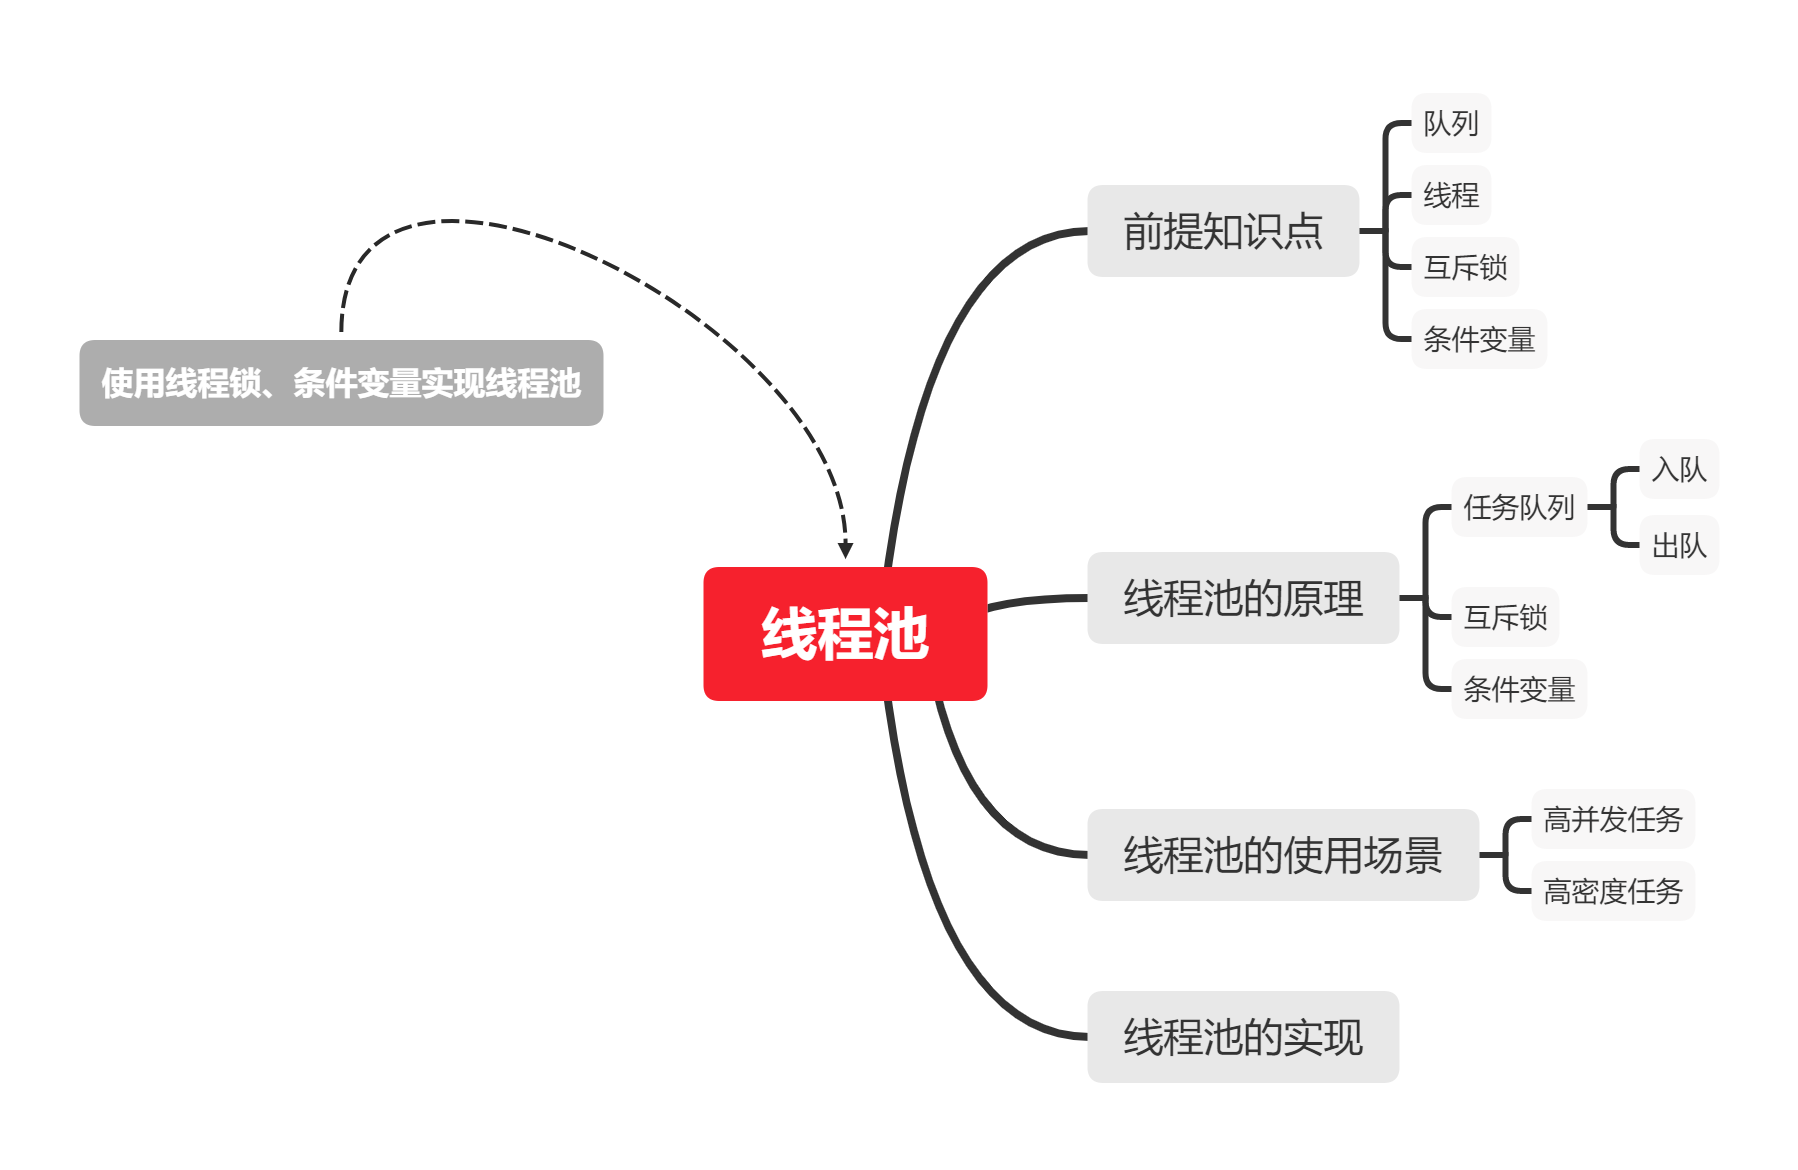 使用线程锁、条件变量实现线程池
线程池
前提知识点
队列
线程
互斥锁
条件变量
线程池的原理
任务队列
入队
出队
互斥锁
条件变量
线程池的使用场景
高并发任务
高密度任务
线程池的实现